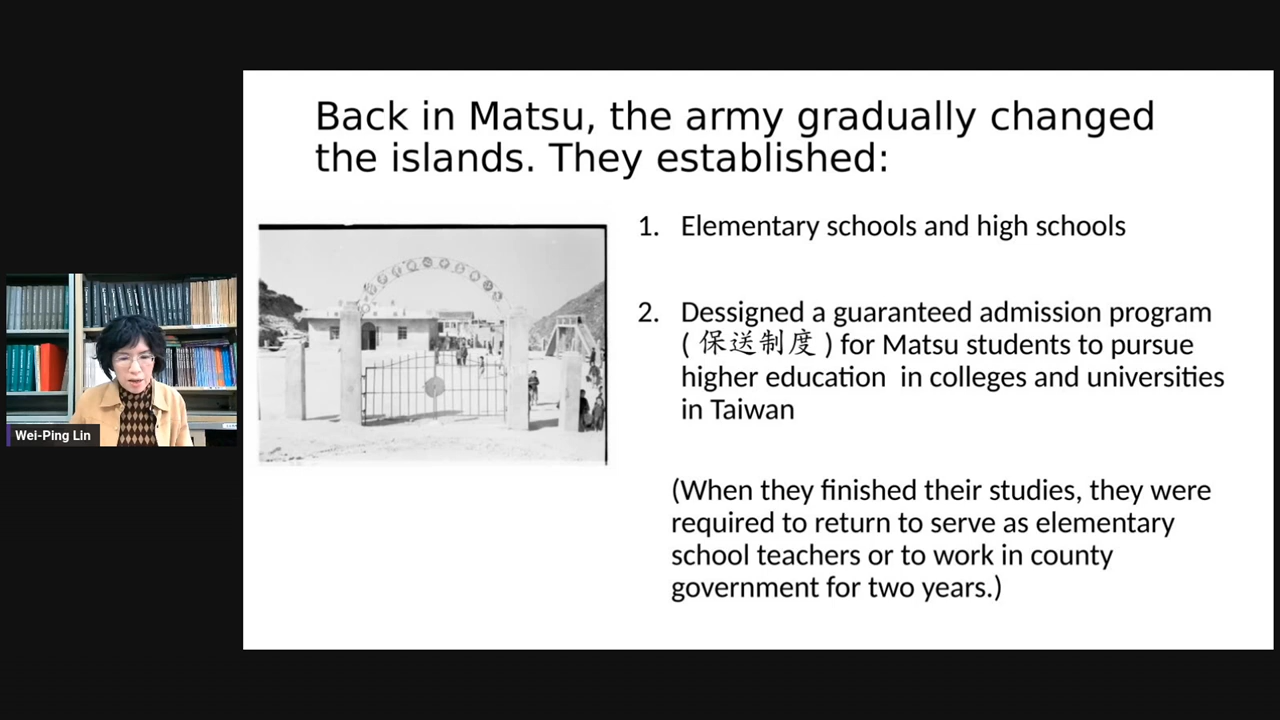 Back in Matsu, the army gradually changed
the islands. They established:
1. Elementary schools and high schools
2. Dessigned a guaranteed admission program
( 保送制度 ) for Matsu students to pursue
higher education  in colleges and universities
in Taiwan
(When they finished their studies, they were
required to return to serve as elementary
school teachers or to work in county
government for two years.)
Wei-Ping Lin